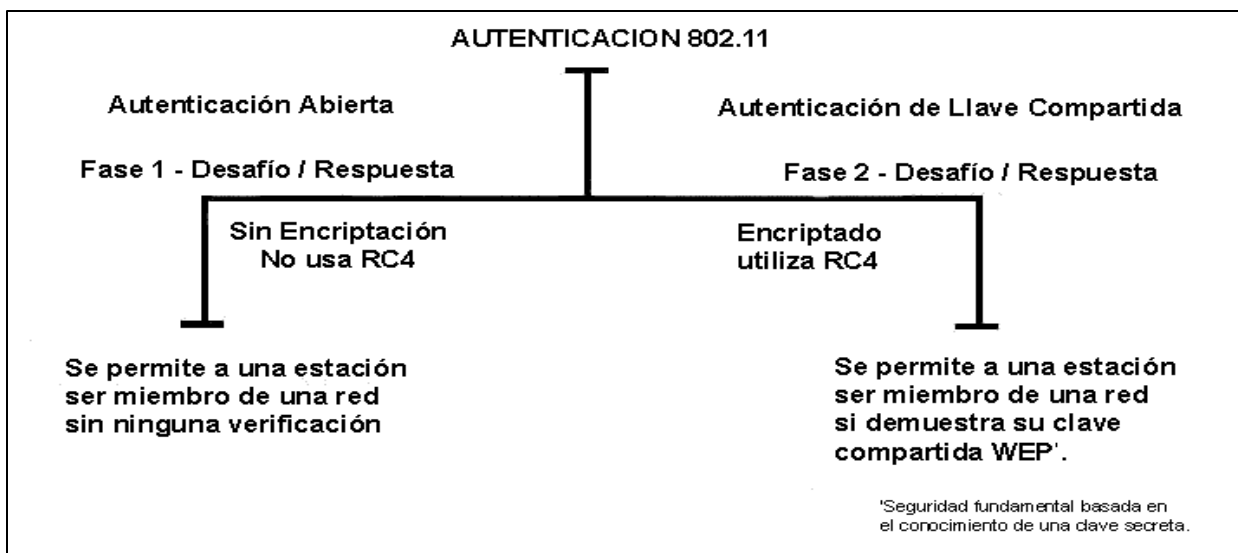 AUTENTICACION 802.11
Autenticación Abierta
Fase 1 - Desafío / Respuesta
Sin Encriptación
No usa RC4
Se permite a una estación
ser miembro de una red
sin ninguna verificación
Autenticación de Llave Compartida
Fase 2 - Desafío / Respuesta
Encriptado
utiliza RC4
Se permite a una estación
ser miembro de una red
si demuestra su clave
compartida WEP'.
'Seguridad fundamental basada en
el conocimiento de una clave secreta.